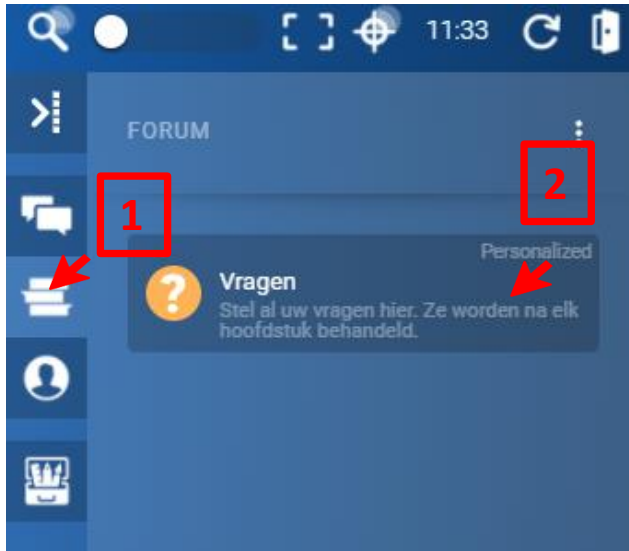 11:33
FORUM
2
1
Personalized
Vragen
Stel al uw vragen hier. Ze worden na elk
hoofdstuk behandeld.